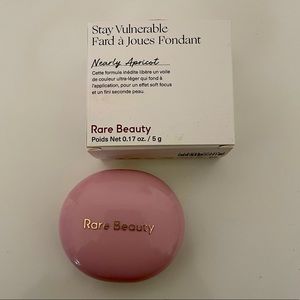 Stay Vulnerable
Fard à Joues Fondant
Nearly Apricot
Cette formule inédite libère un voile
de couleur ultra-léger qui fond à
l'application, pour un effet soft focus
et un fini seconde peau.
Rare Beauty
Poids Net 0.17 oz. / 5 g
Rare Beauty